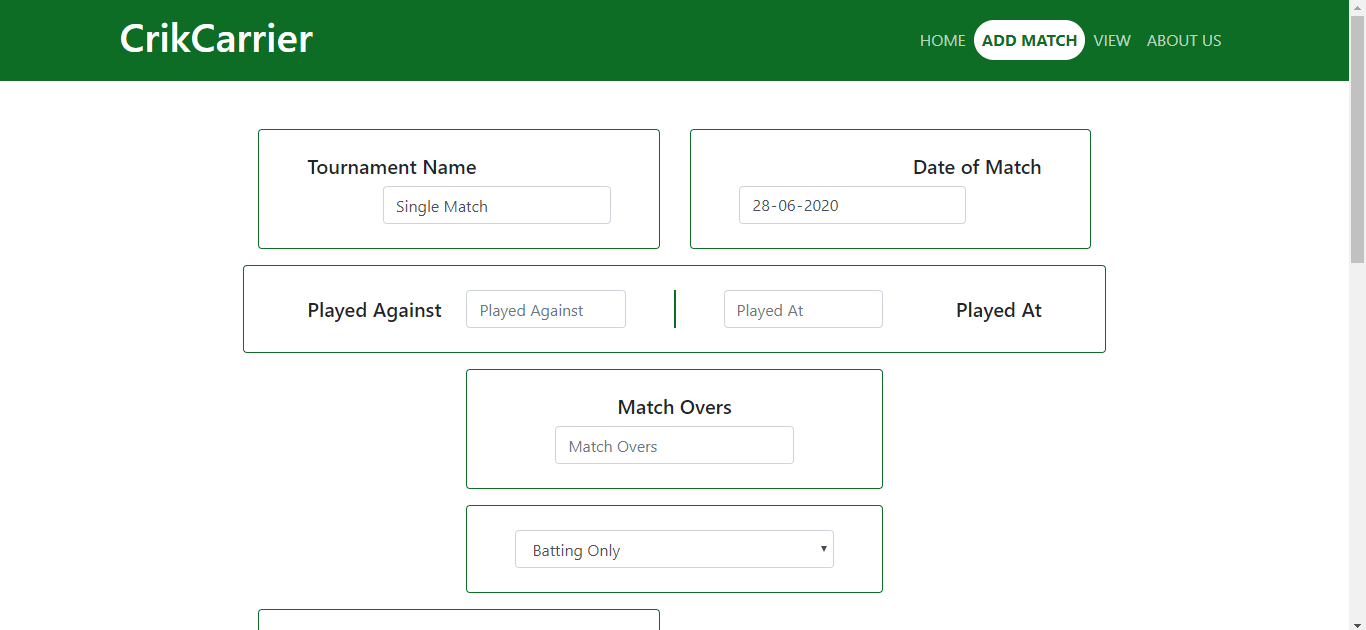 CrikCarrier
HOME ADD MATCH VIEW ABOUT US
Tournament Name
Single Match
Date of Match
28-06-2020
Played Against Played Against Played At Played At
Match Overs
Match Overs
Batting Only